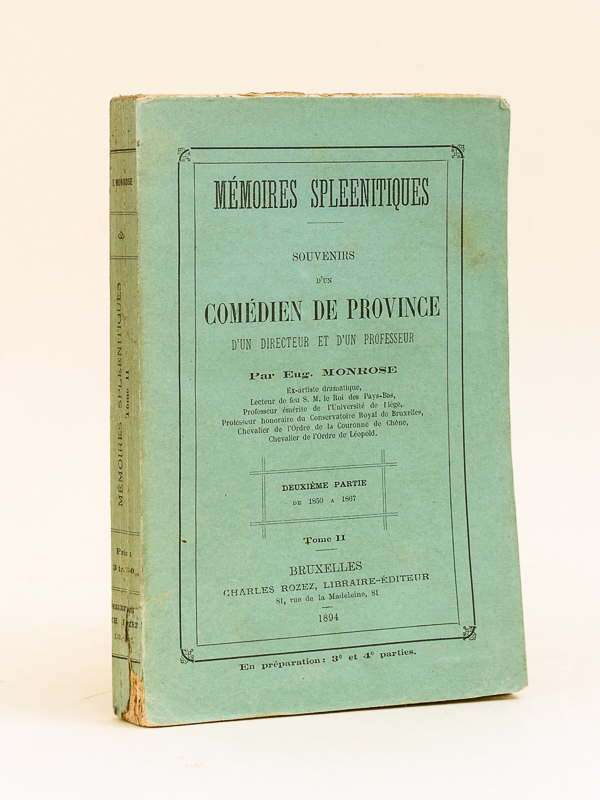 MÉMOIRES SPLEENITIQUES
SOUVENIRS
D'UN
COMÉDIEN DE PROVINCE
D'UN DIRECTEUR ET D'UN PROFESSEUR
Par Eug. MONROSE
Ex-artiste dramatique,
Lecteur de feu S. M. le Roi des Pays-Bas,
Professeur émérite de l'Université de Liége,
Professeur honoraire du Conservatoire Royal de Bruxelles,
Chevalier de l'Ordre de la Couronne de Chêne,
Chevalier de l'Ordre de Léopold.
DEUXIÈME PARTIE
DE 1850 A 1867
Tome II
BRUXELLES
CHARLES ROZEZ, LIBRAIRE-ÉDITEUR
81, rue de la Madeleine, 81
1894
En préparation: 3e et 4e parties.
MONROSE
MÉMOIRES SPLEENITIQUES
Tome II
Prix :